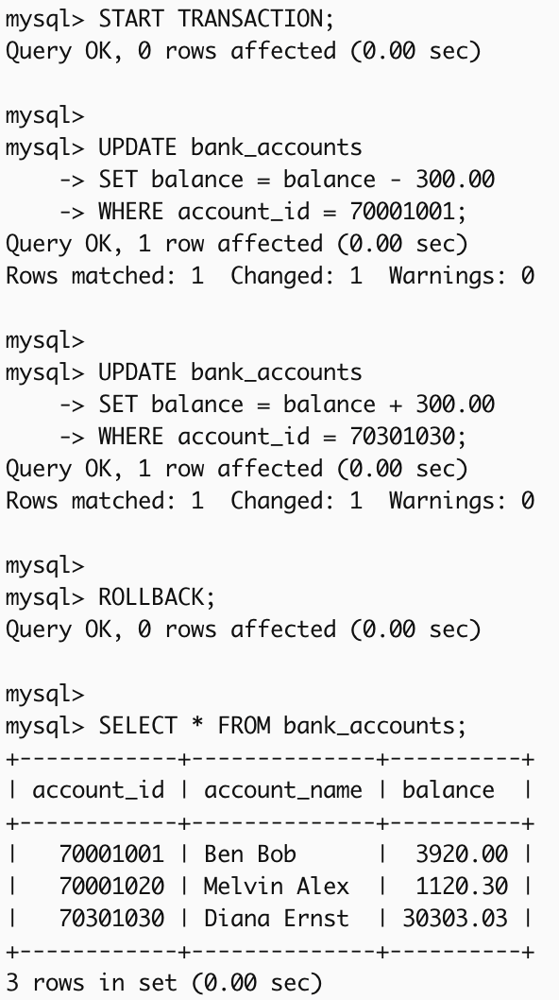 mysql> START TRANSACTION;
Query OK, 0 rows affected (0.00 sec)

mysql>
mysql> UPDATE bank_accounts
    -> SET balance = balance - 300.00
    -> WHERE account_id = 70001001;
Query OK, 1 row affected (0.00 sec)
Rows matched: 1  Changed: 1  Warnings: 0

mysql>
mysql> UPDATE bank_accounts
    -> SET balance = balance + 300.00
    -> WHERE account_id = 70301030;
Query OK, 1 row affected (0.00 sec)
Rows matched: 1  Changed: 1  Warnings: 0

mysql>
mysql> ROLLBACK;
Query OK, 0 rows affected (0.00 sec)

mysql>
mysql> SELECT * FROM bank_accounts;
+------------+--------------+----------+
| account_id | account_name | balance  |
+------------+--------------+----------+
|   70001001 | Ben Bob      |  3920.00 |
|   70001020 | Melvin Alex  |  1120.30 |
|   70301030 | Diana Ernst  | 30303.03 |
+------------+--------------+----------+
3 rows in set (0.00 sec)